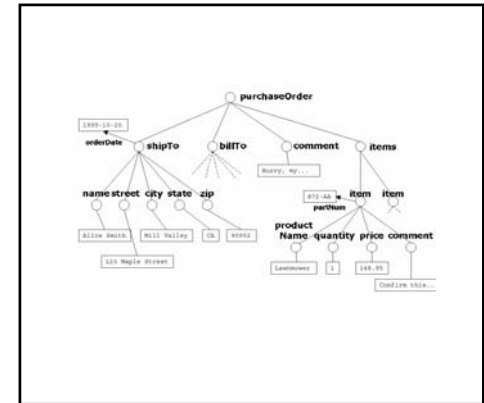 purchaseOrder
1999-10-20
orderDate
shipTo
billTo
comment
items
Hurry, my...
name street city state zip
872-AA
partNum
item
item
Alice Smith
Mill Valley
CA
90952
123 Maple Street
product
Name quantity price comment
Lawnmower
1
148.95
Confirm this..